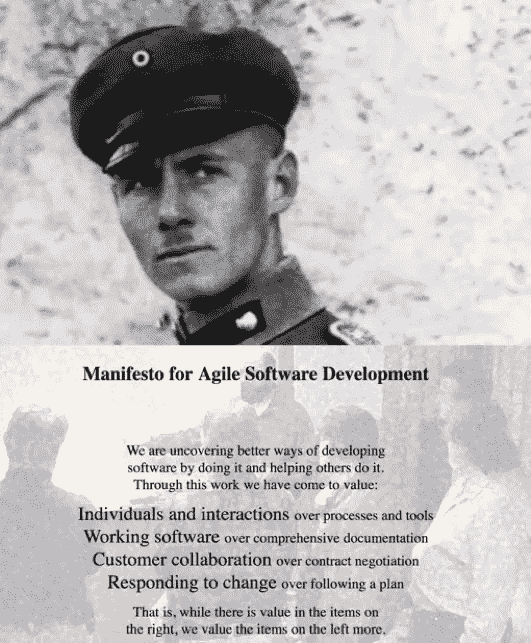 Manifesto for Agile Software Development
We are uncovering better ways of developing
software by doing it and helping others do it.
Through this work we have come to value:
Individuals and interactions over processes and tools
Working software over comprehensive documentation
Customer collaboration over contract negotiation
Responding to change over following a plan
That is, while there is value in the items on
the right, we value the items on the left more.